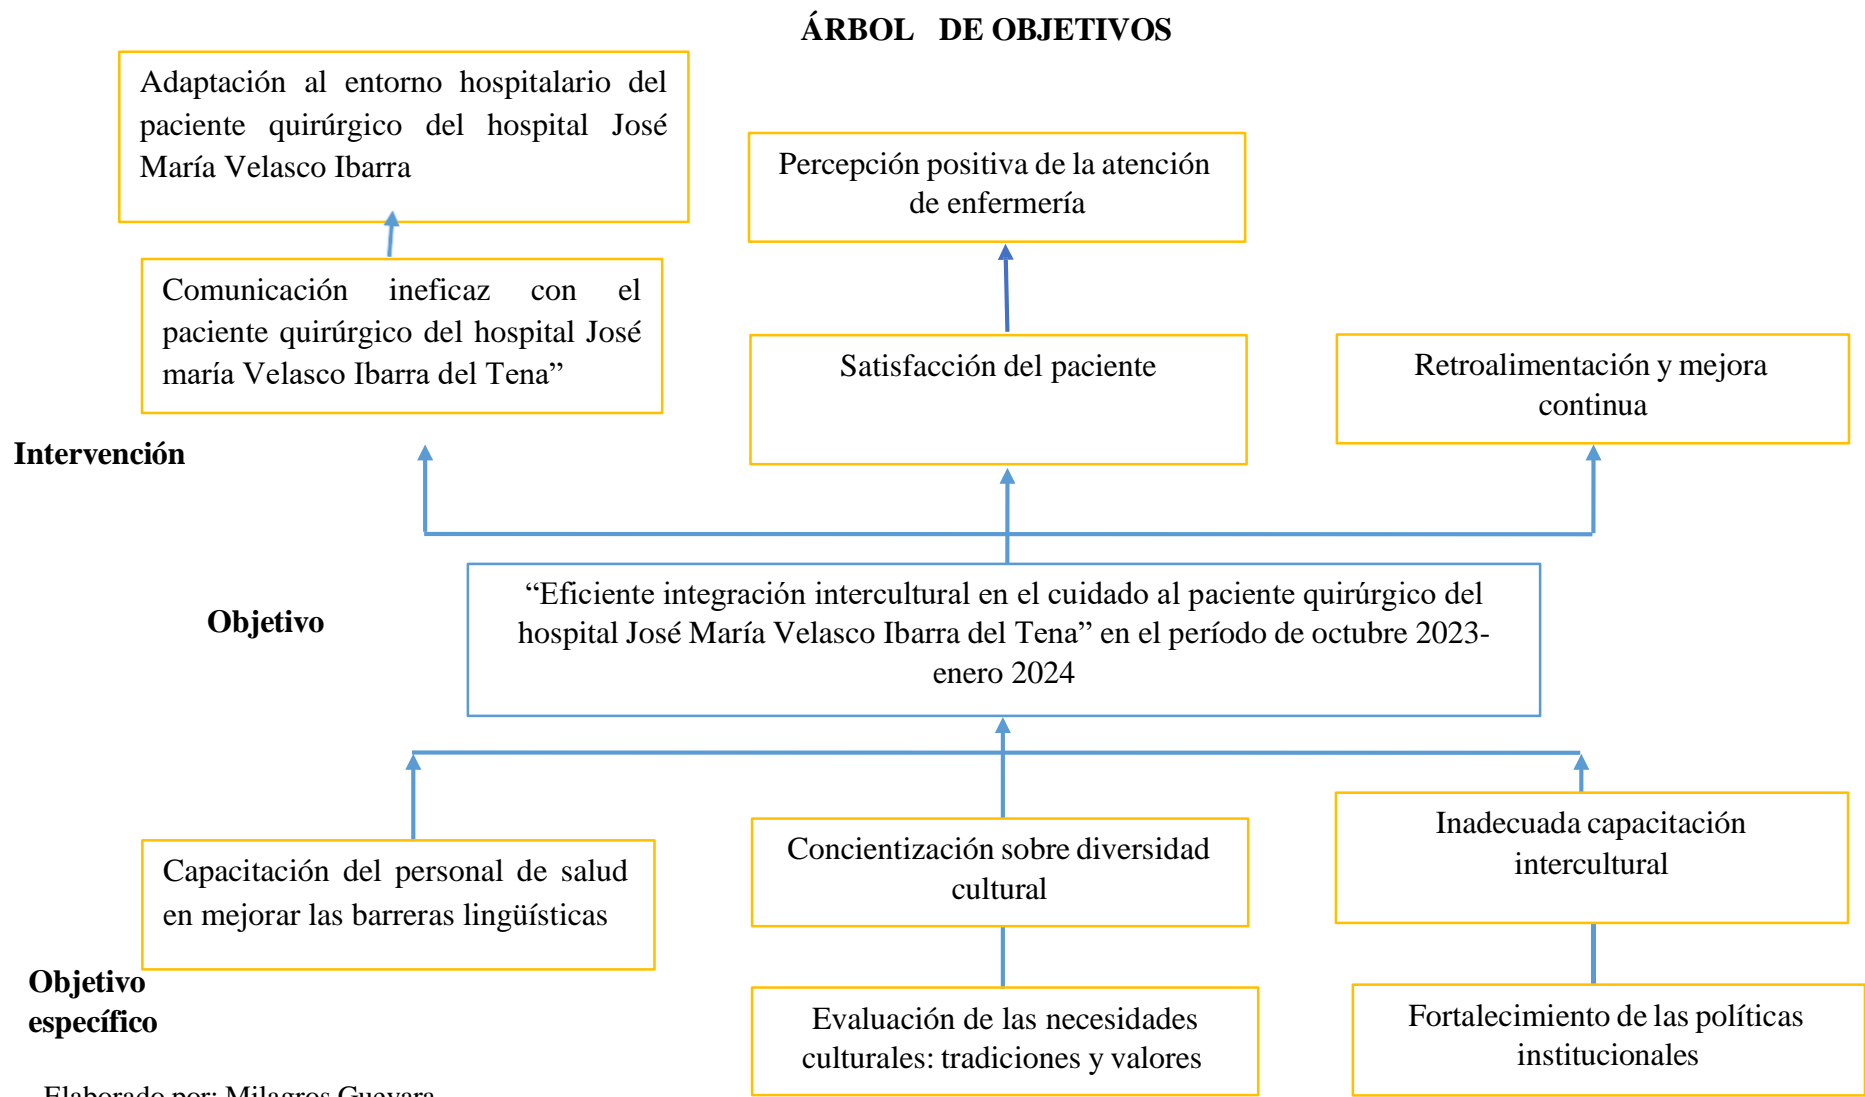 ÁRBOL DE OBJETIVOS
Adaptación al entorno hospitalario del
paciente quirúrgico del hospital José
María Velasco Ibarra
Percepción positiva de la atención
de enfermería
Comunicación ineficaz con el
paciente quirúrgico del hospital José
maría Velasco Ibarra del Tena”
Satisfacción del paciente
Retroalimentación y mejora
continua
Intervención
Objetivo
“Eficiente integración intercultural en el cuidado al paciente quirúrgico del
hospital José María Velasco Ibarra del Tena” en el período de octubre 2023-
enero 2024
Capacitación del personal de salud
en mejorar las barreras lingüísticas
Concientización sobre diversidad
cultural
Inadecuada capacitación
intercultural
Objetivo
específico
Evaluación de las necesidades
culturales: tradiciones y valores
Fortalecimiento de las políticas
institucionales
Elaborado por: Milagros Guevara